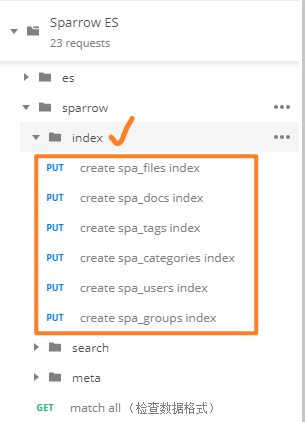 Sparrow ES
23 requests
es
sparrow
index
PUT create spa_files index
PUT create spa_docs index
PUT create spa_tags index
PUT create spa_categories index
PUT create spa_users index
PUT create spa_groups index
search
meta
GET match all（检查数据格式）